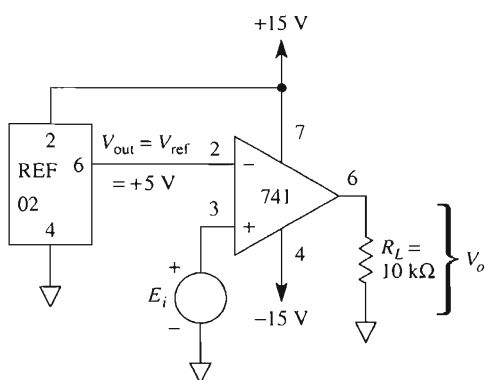 +15 V
2
REF
02
4
6
V_out = V_ref
= +5 V
2
−
3
+
741
7
4
6
−15 V
+
E_i
−
R_L =
10 kΩ
V_o